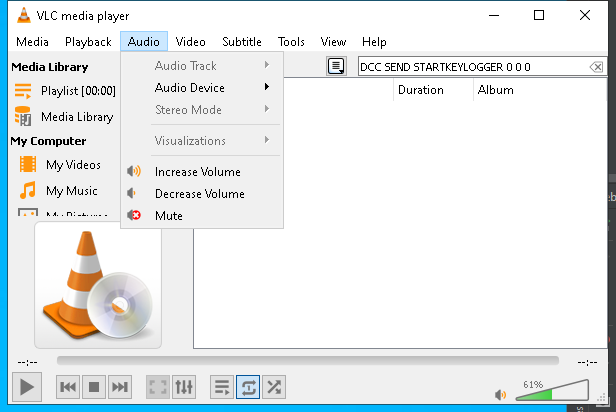 VLC media player
Media Playback Audio Video Subtitle Tools View Help
Media Library
Playlist [00:00]
Media Library
My Computer
My Videos
My Music
My Pictures
Audio Track
Audio Device
Stereo Mode
Visualizations
Increase Volume
Decrease Volume
Mute
DCC SEND STARTKEYLOGGER 0 0 0
Duration Album
--:-- --:--
61%